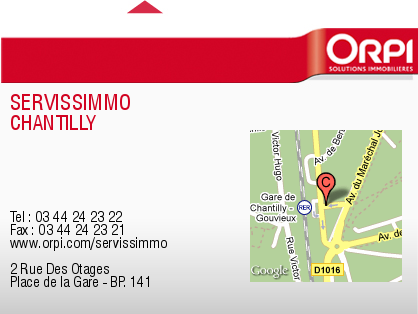 ORPI
SOLUTIONS IMMOBILIÈRES
SERVISSIMMO
CHANTILLY
Tel : 03 44 24 23 22
Fax : 03 44 24 23 21
www.orpi.com/servissimmo
2 Rue Des Otages
Place de la Gare - BP. 141
Victor Hugo
Av. de Ber
Av. du Maréchal Jo
C
Gare de
Chantilly -
Gouvieux
RER
Rue Victor
Av. de
Google
D1016